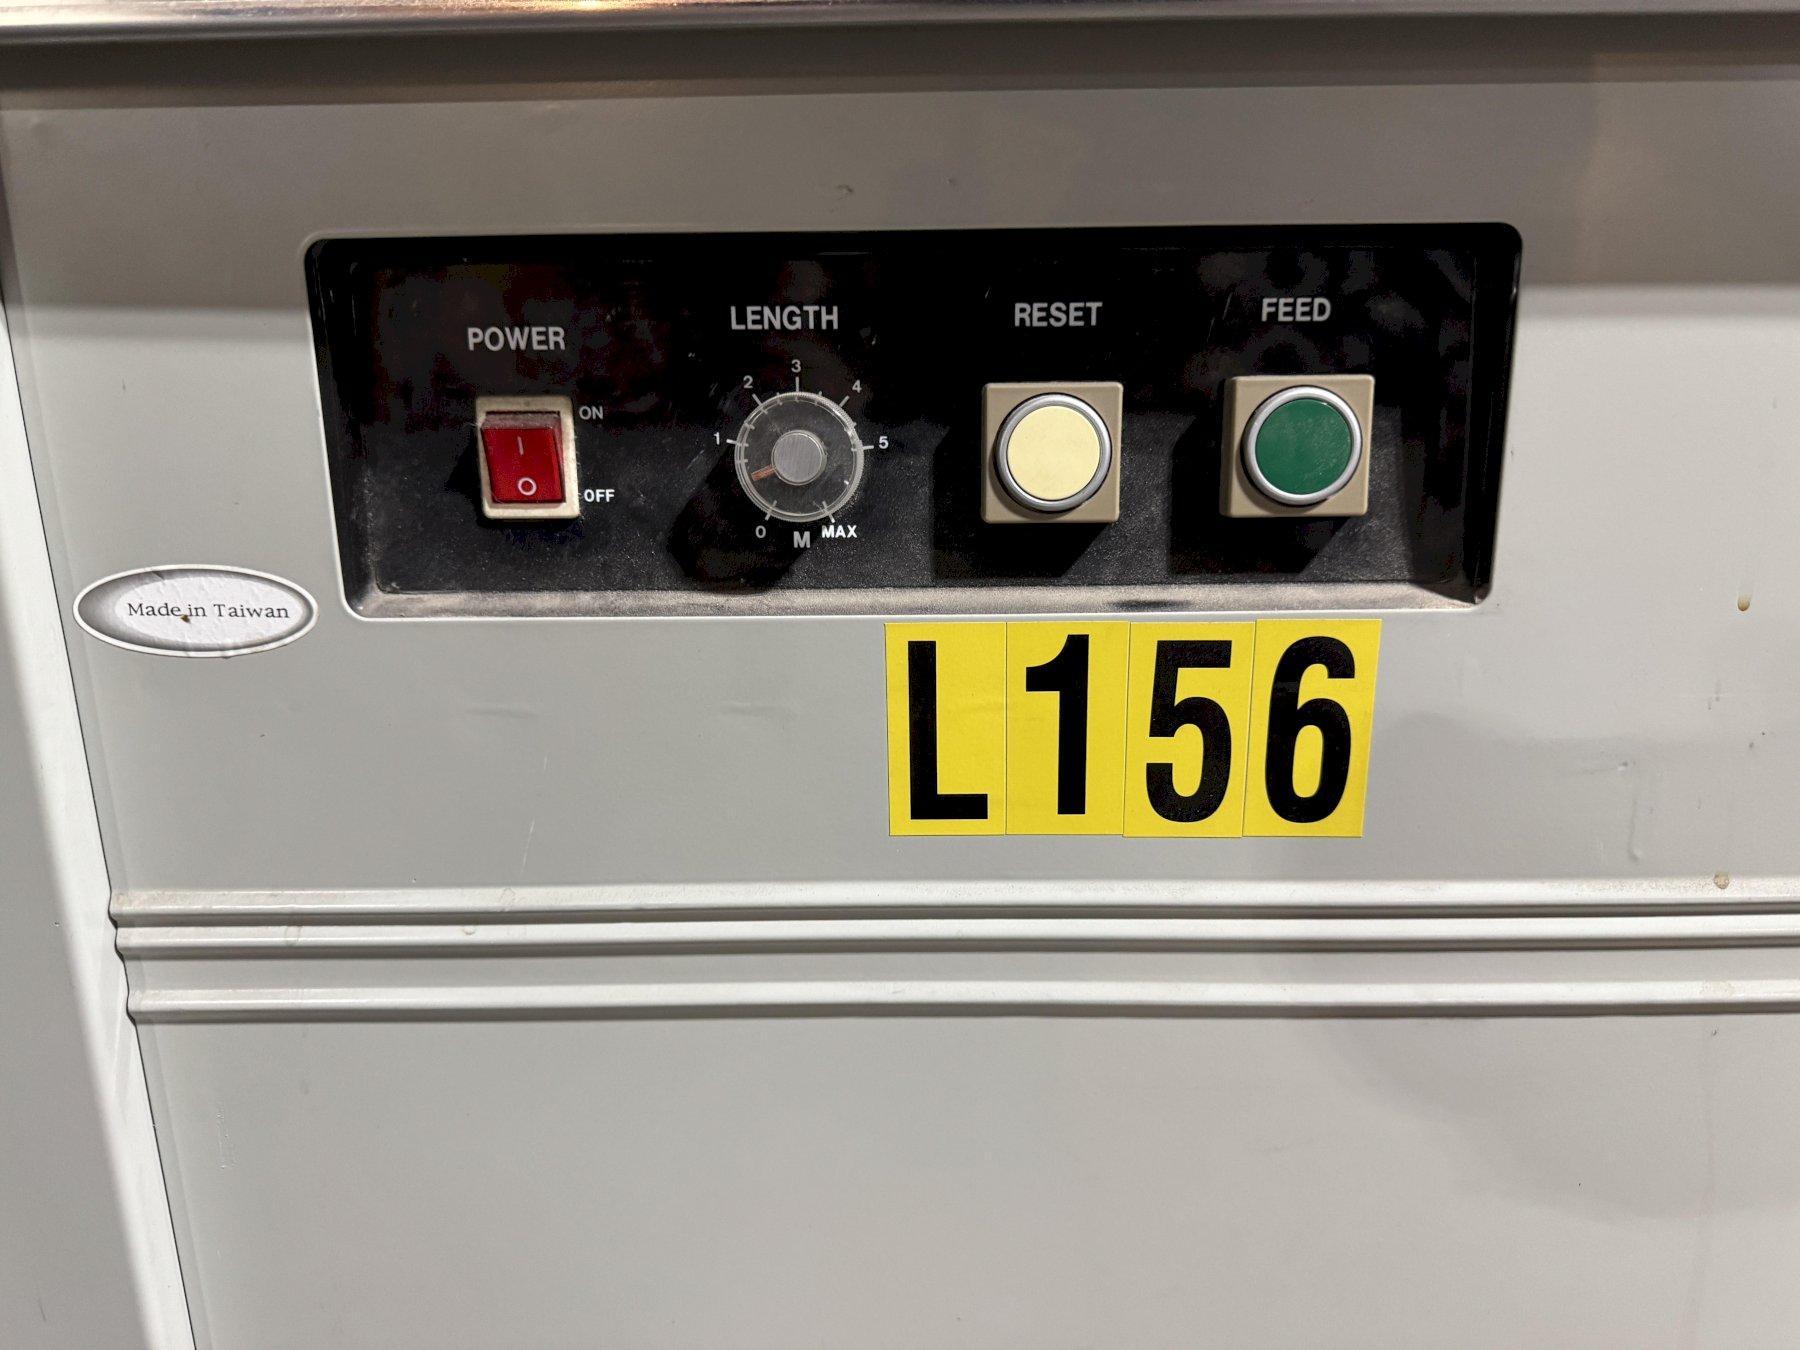 POWER
ON
I
O
OFF
LENGTH
0 1 2 3 4 5 MAX
M
RESET
FEED
Made in Taiwan
L156